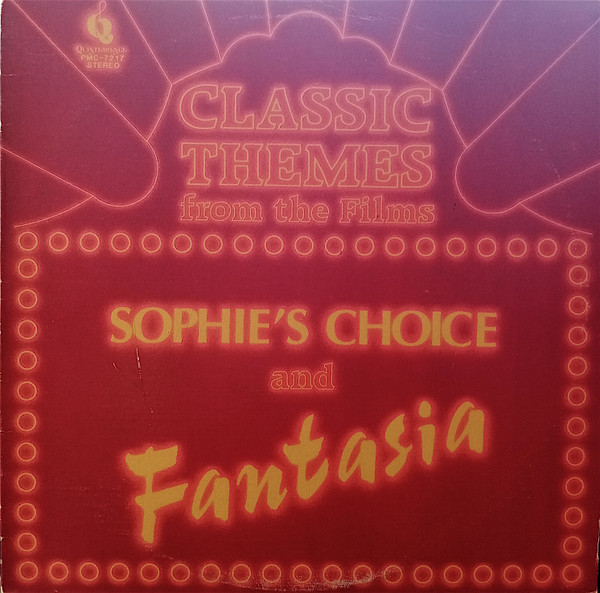 QUINTESSENCE
PMC-7217
STEREO
CLASSIC
THEMES
from the Films
SOPHIE'S CHOICE
and
Fantasia